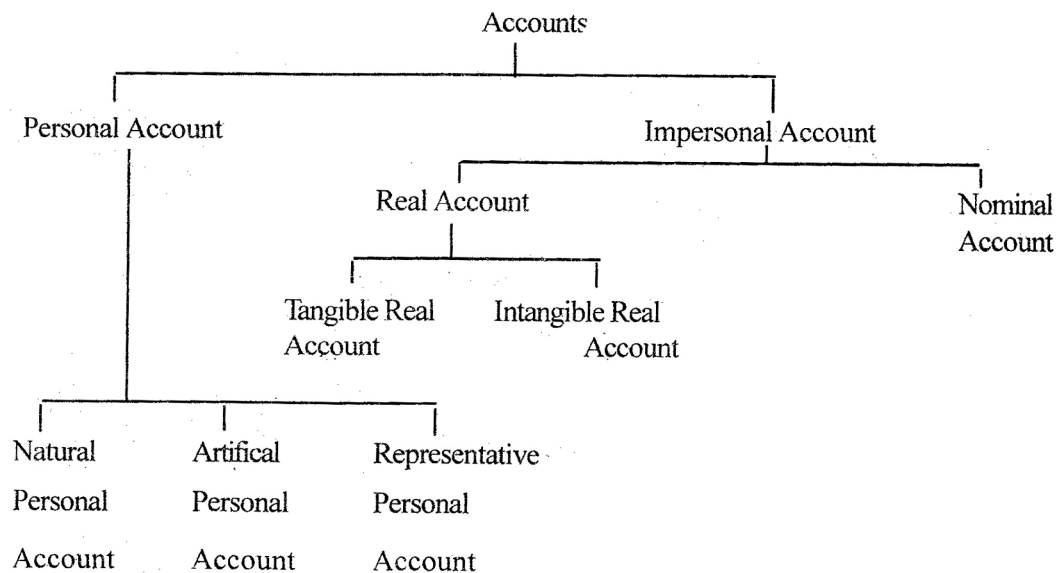 Accounts
Personal Account
Impersonal Account
Real Account
Nominal
Account
Tangible Real
Account
Intangible Real
Account
Natural
Personal
Account
Artifical
Personal
Account
Representative
Personal
Account